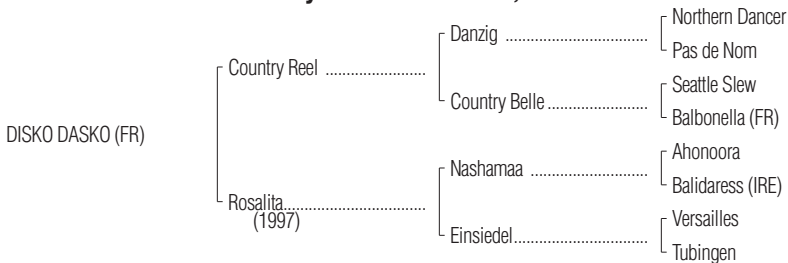 Northern Dancer
Danzig ..................................
Pas de Nom
Country Reel ........................
Seattle Slew
Country Belle ........................
Balbonella (FR)
DISKO DASKO (FR)
Ahonoora
Nashamaa ............................
Balidaress (IRE)
Rosalita..................................
(1997)
Versailles
Einsiedel................................
Tubingen